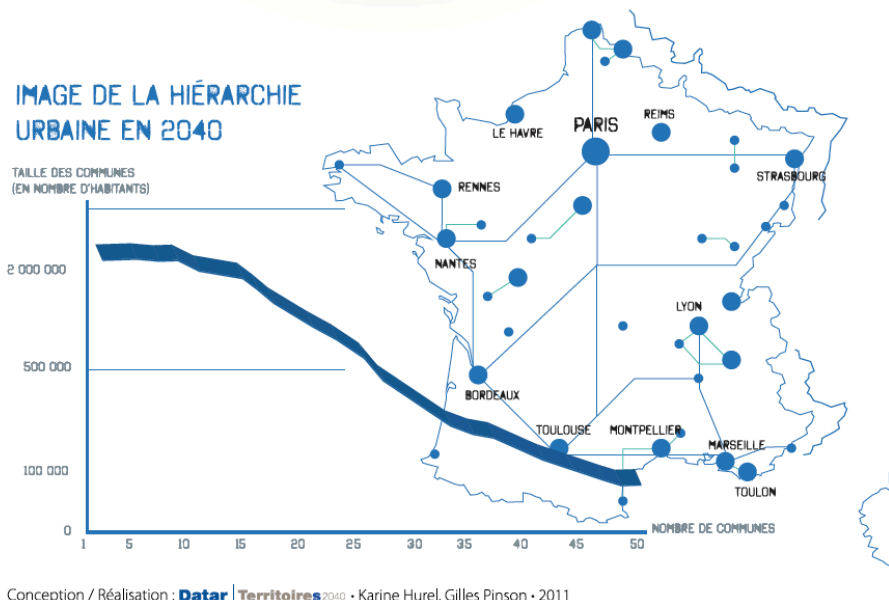 IMAGE DE LA HIÉRARCHIE
URBAINE EN 2040
TAILLE DES COMMUNES
(EN NOMBRE D'HABITANTS)
2 000 000
500 000
100 000
0
1 5 10 15 20 25 30 35 40 45 50
NOMBRE DE COMMUNES
LE HAVRE
PARIS
REIMS
STRASBOURG
RENNES
NANTES
LYON
BORDEAUX
TOULOUSE
MONTPELLIER
MARSEILLE
TOULON
Conception / Réalisation : Datar | Territoires 2040 • Karine Hurel, Gilles Pinson • 2011